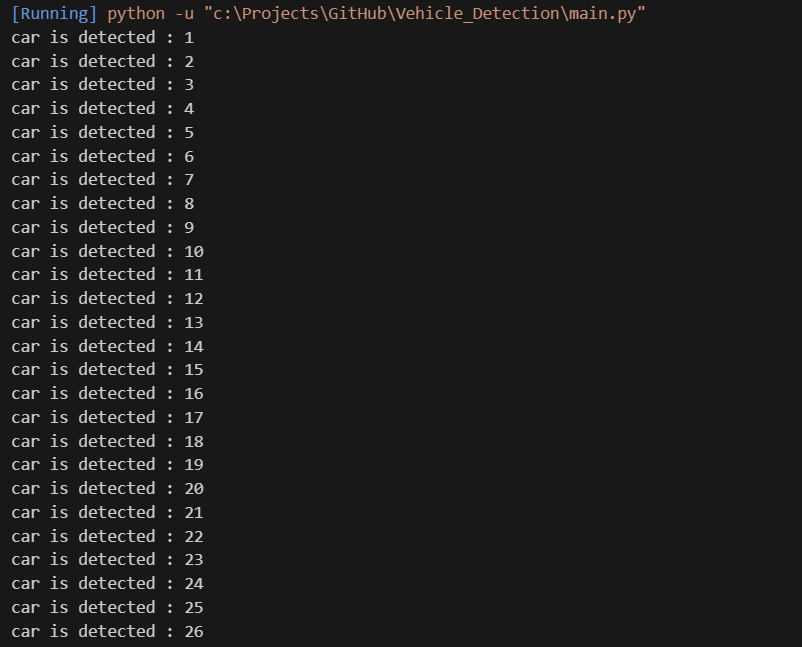 [Running] python -u "c:\Projects\GitHub\Vehicle_Detection\main.py"
car is detected : 1
car is detected : 2
car is detected : 3
car is detected : 4
car is detected : 5
car is detected : 6
car is detected : 7
car is detected : 8
car is detected : 9
car is detected : 10
car is detected : 11
car is detected : 12
car is detected : 13
car is detected : 14
car is detected : 15
car is detected : 16
car is detected : 17
car is detected : 18
car is detected : 19
car is detected : 20
car is detected : 21
car is detected : 22
car is detected : 23
car is detected : 24
car is detected : 25
car is detected : 26